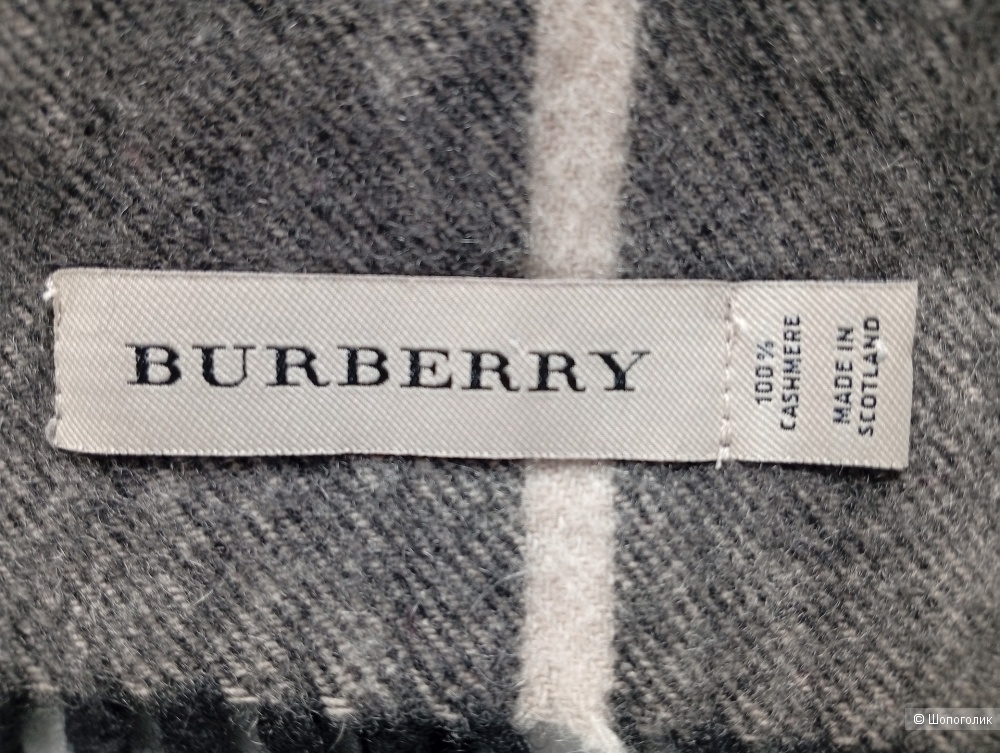 BURBERRY
100%
CASHMERE
MADE IN
SCOTLAND
© Шопоголик